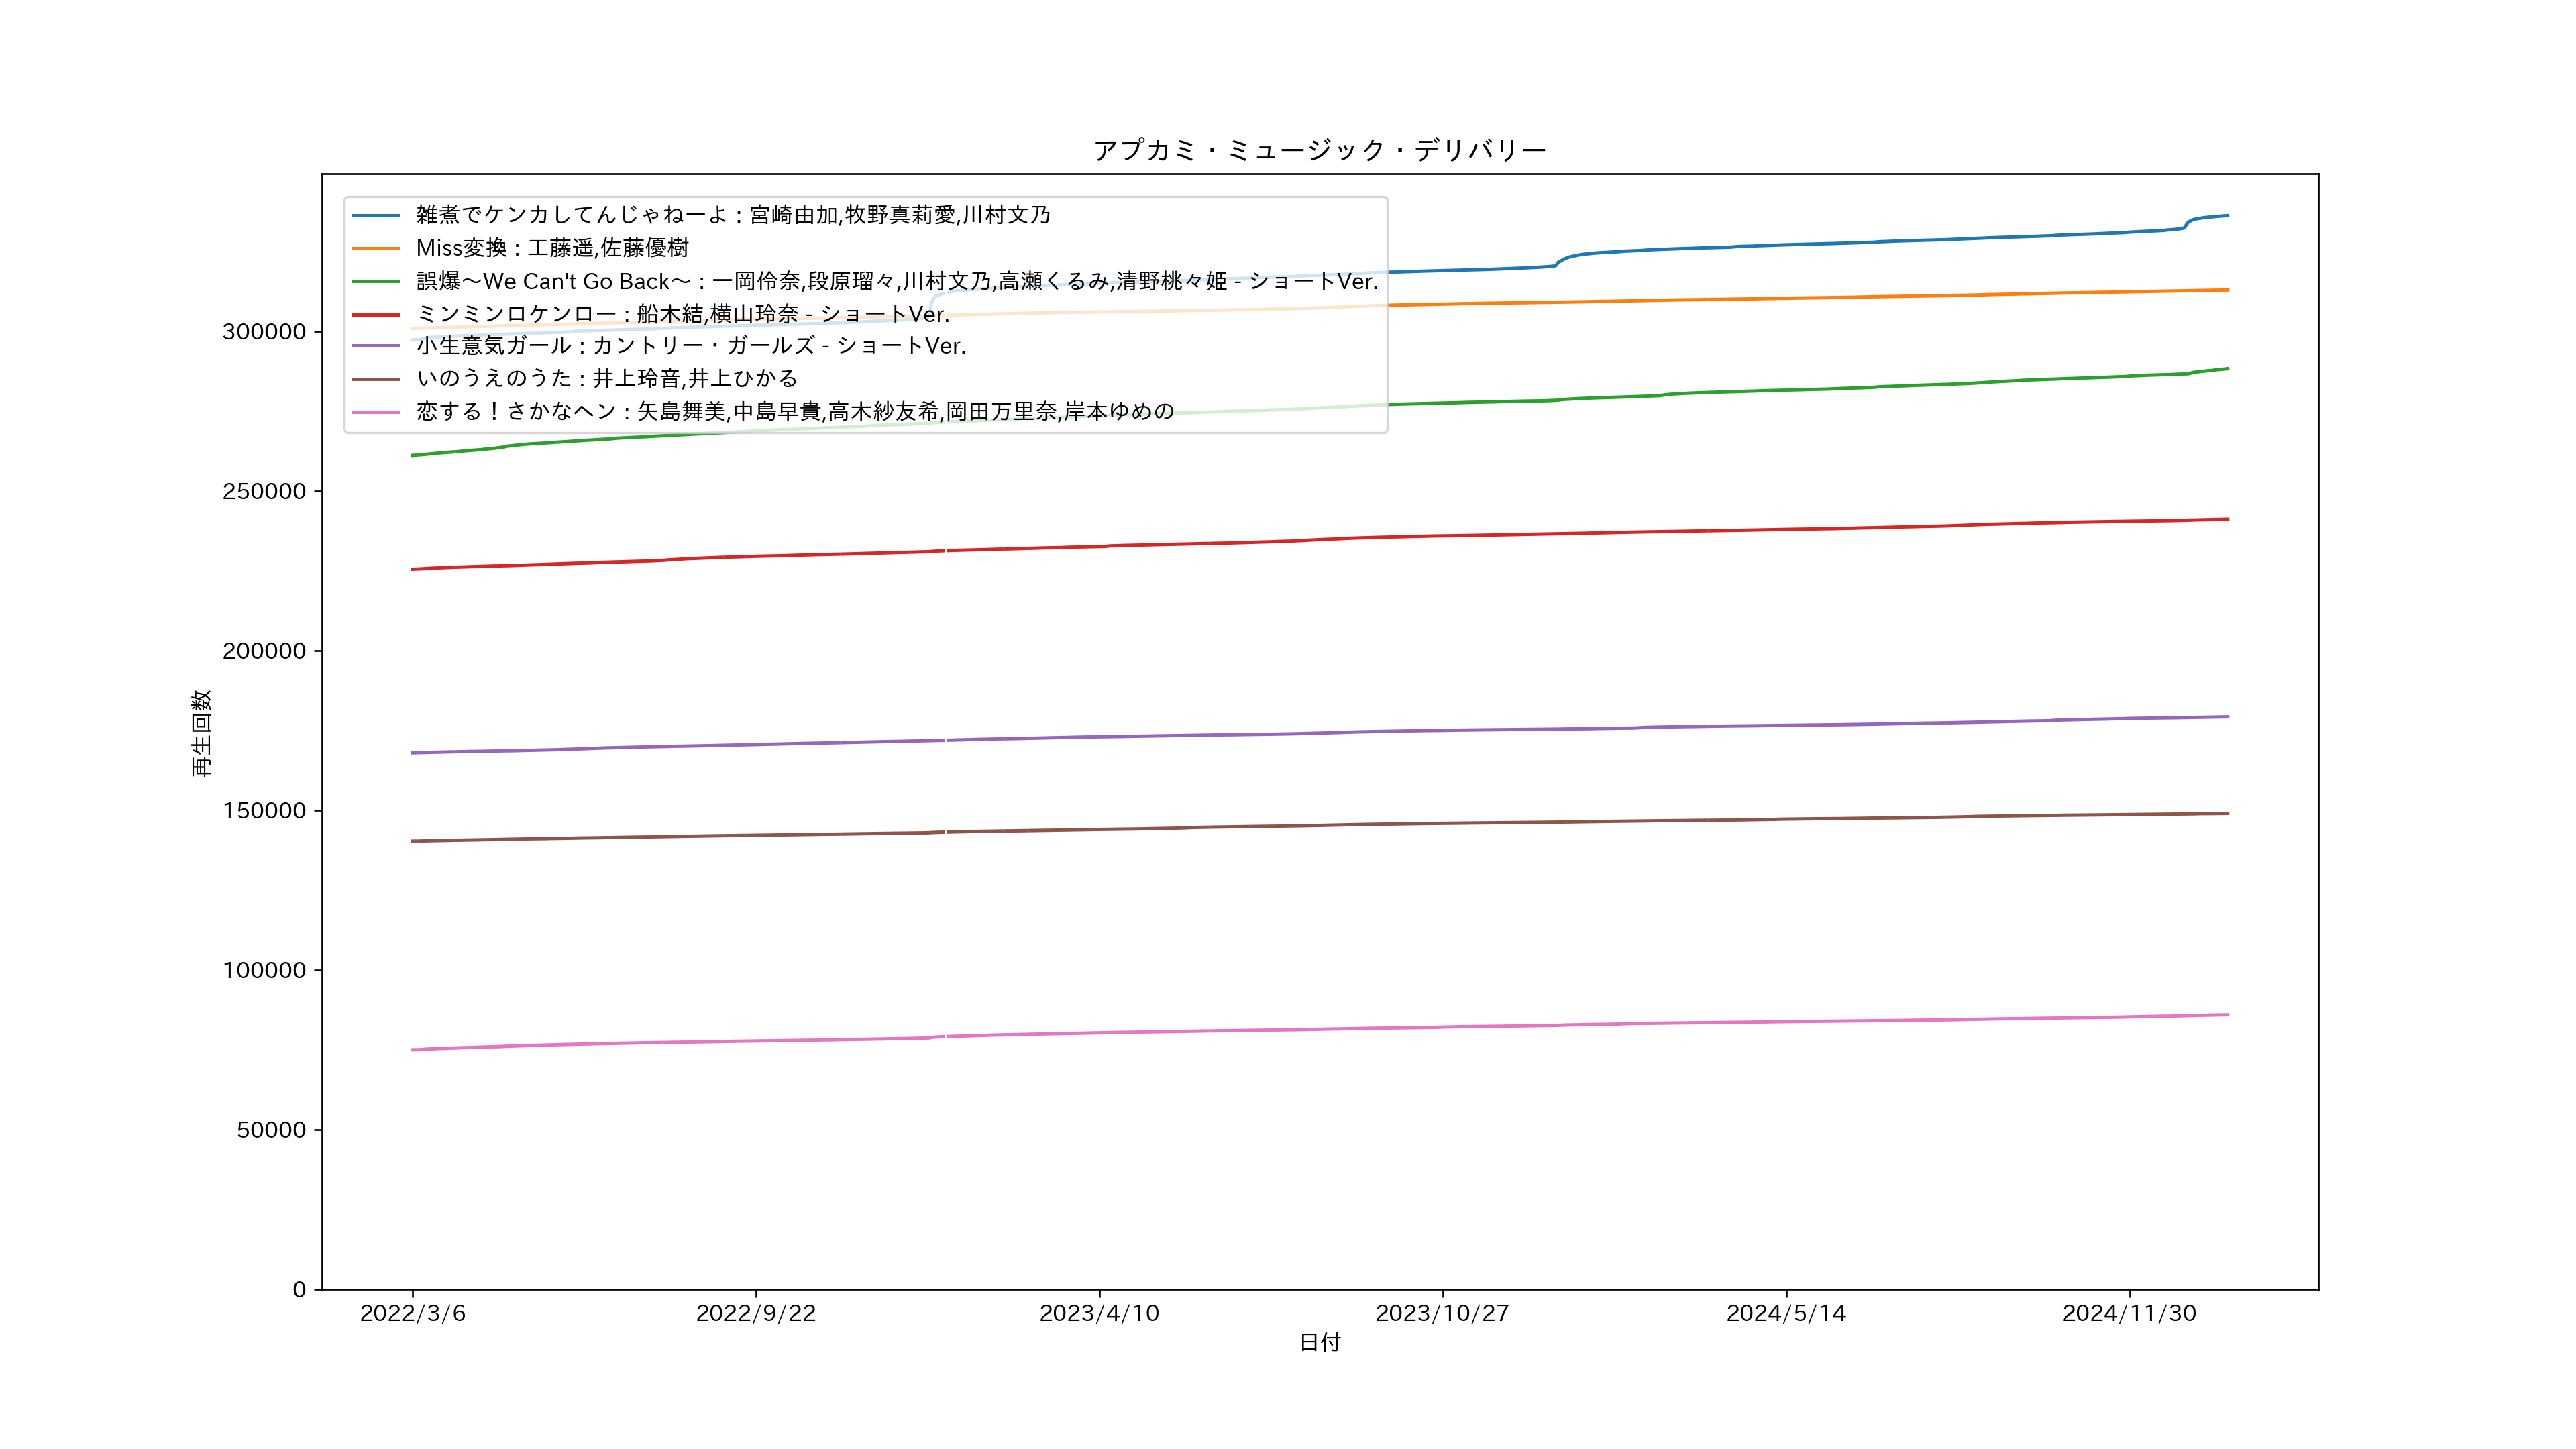 アプカミ・ミュージック・デリバリー
雑煮でケンカしてんじゃねーよ : 宮崎由加,牧野真莉愛,川村文乃
Miss変換 : 工藤遥,佐藤優樹
誤爆〜We Can't Go Back〜 : 一岡伶奈,段原瑠々,川村文乃,高瀬くるみ,清野桃々姫 - ショートVer.
ミンミンロケンロー : 船木結,横山玲奈 - ショートVer.
小生意気ガール : カントリー・ガールズ - ショートVer.
いのうえのうた : 井上玲音,井上ひかる
恋する！さかなヘン : 矢島舞美,中島早貴,高木紗友希,岡田万里奈,岸本ゆめの
300000
250000
200000
150000
100000
50000
0
再生回数
2022/3/6
2022/9/22
2023/4/10
2023/10/27
2024/5/14
2024/11/30
日付